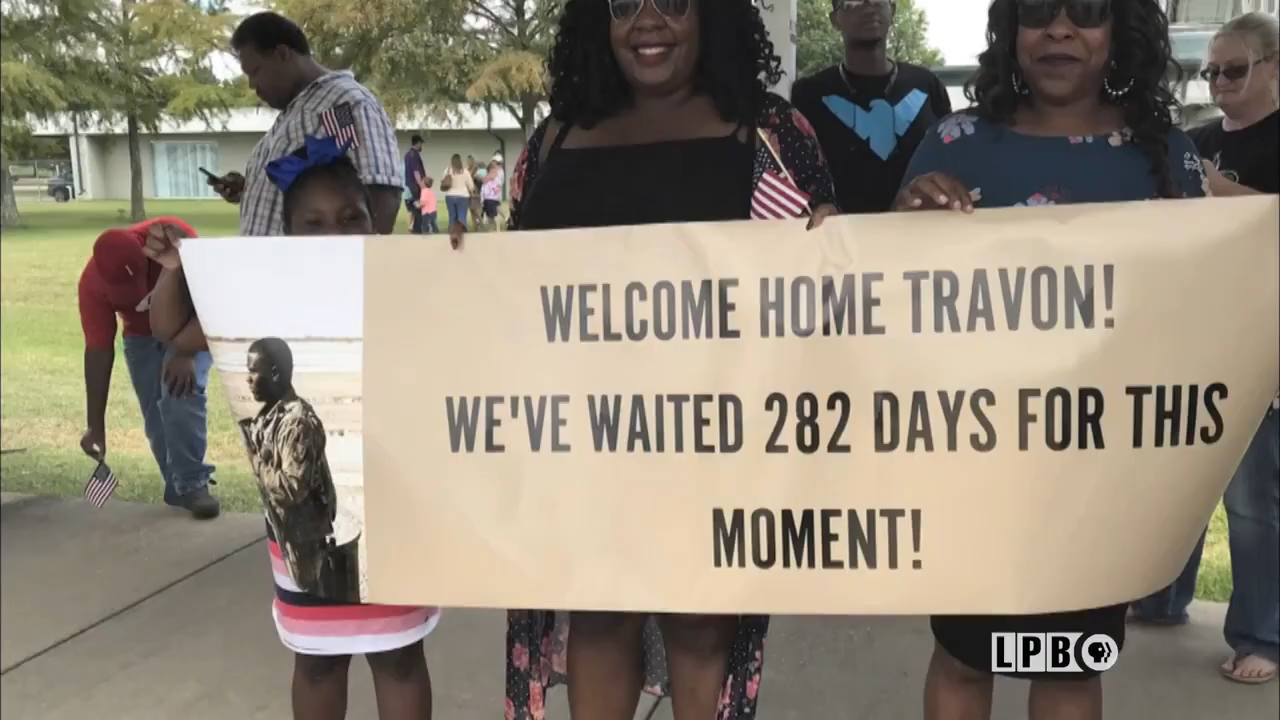 WELCOME HOME TRAVON!
WE'VE WAITED 282 DAYS FOR THIS
MOMENT!
LPB